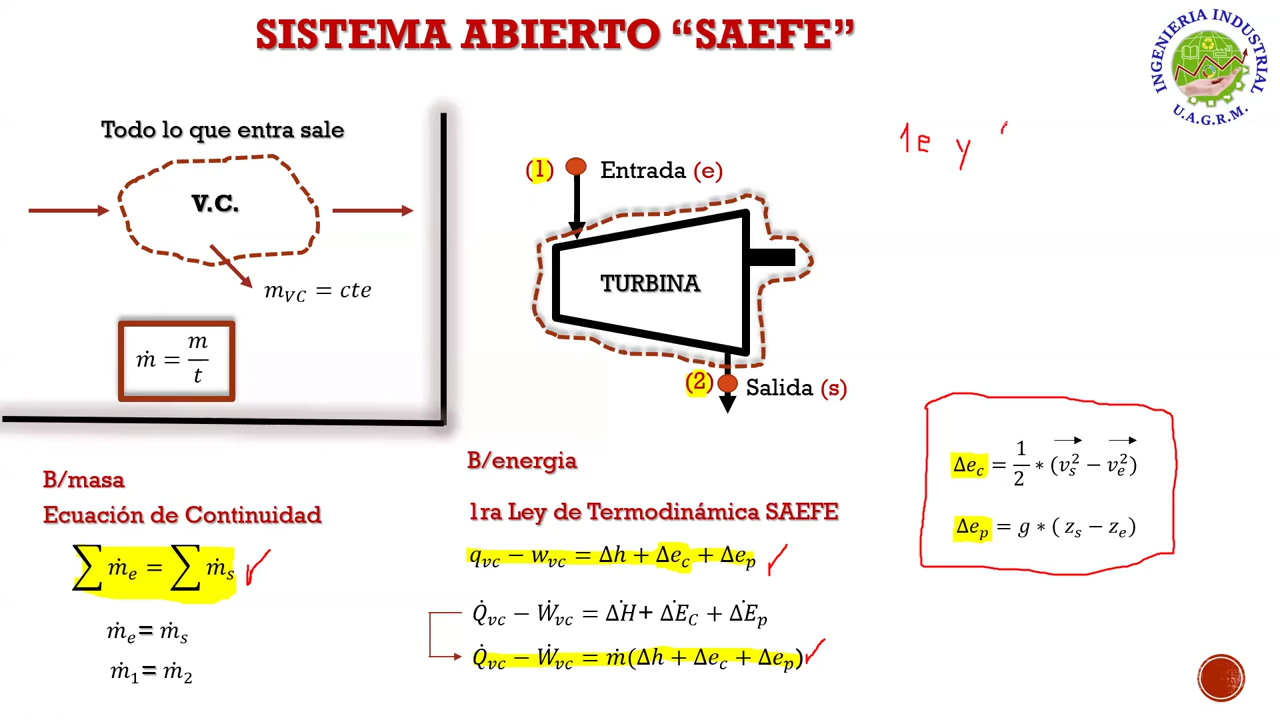 SISTEMA ABIERTO “SAEFE”
INGENIERIA INDUSTRIAL
U.A.G.R.M.
Todo lo que entra sale
V.C.
m_VC = cte
ṁ = m/t
1e y
(1) Entrada (e)
TURBINA
(2) Salida (s)
B/masa
Ecuación de Continuidad
∑ ṁ_e = ∑ ṁ_s
ṁ_e = ṁ_s
ṁ_1 = ṁ_2
B/energia
1ra Ley de Termodinámica SAEFE
q_vc − w_vc = Δh + Δe_c + Δe_p
Q̇_vc − Ẇ_vc = ΔḢ + ΔĖ_C + ΔĖ_p
Q̇_vc − Ẇ_vc = ṁ(Δh + Δe_c + Δe_p)
Δe_c = 1/2 ∗ (v⃗_s² − v⃗_e²)
Δe_p = g ∗ ( z_s − z_e)